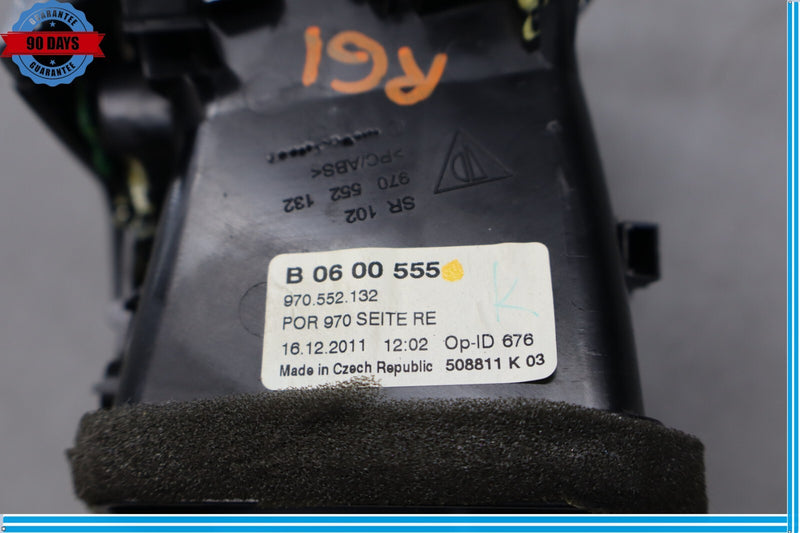 GUARANTEE
90 DAYS
GUARANTEE
RG1
>PC/ABS<
970 552 132
SR 102
B 06 00 555
970.552.132
K
POR 970 SEITE RE
16.12.2011 12:02 Op-ID 676
Made in Czech Republic 508811 K 03